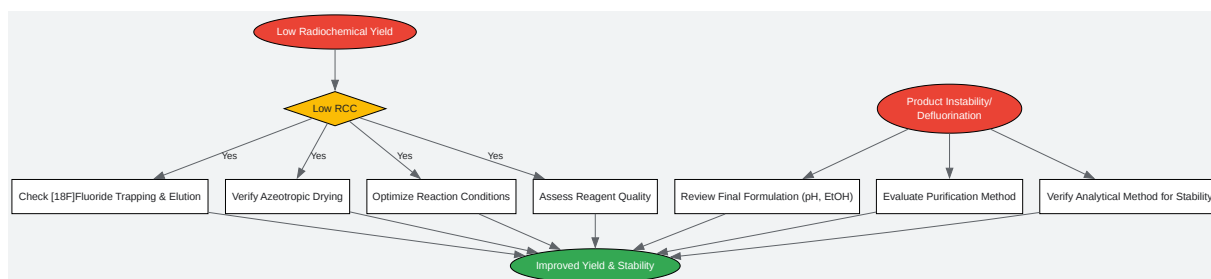 Low Radiochemical Yield
Low RCC
Product Instability/
Defluorination
Yes
Yes
Yes
Yes
Check [18F]Fluoride Trapping & Elution
Verify Azeotropic Drying
Optimize Reaction Conditions
Assess Reagent Quality
Review Final Formulation (pH, EtOH)
Evaluate Purification Method
Verify Analytical Method for Stability
Improved Yield & Stability